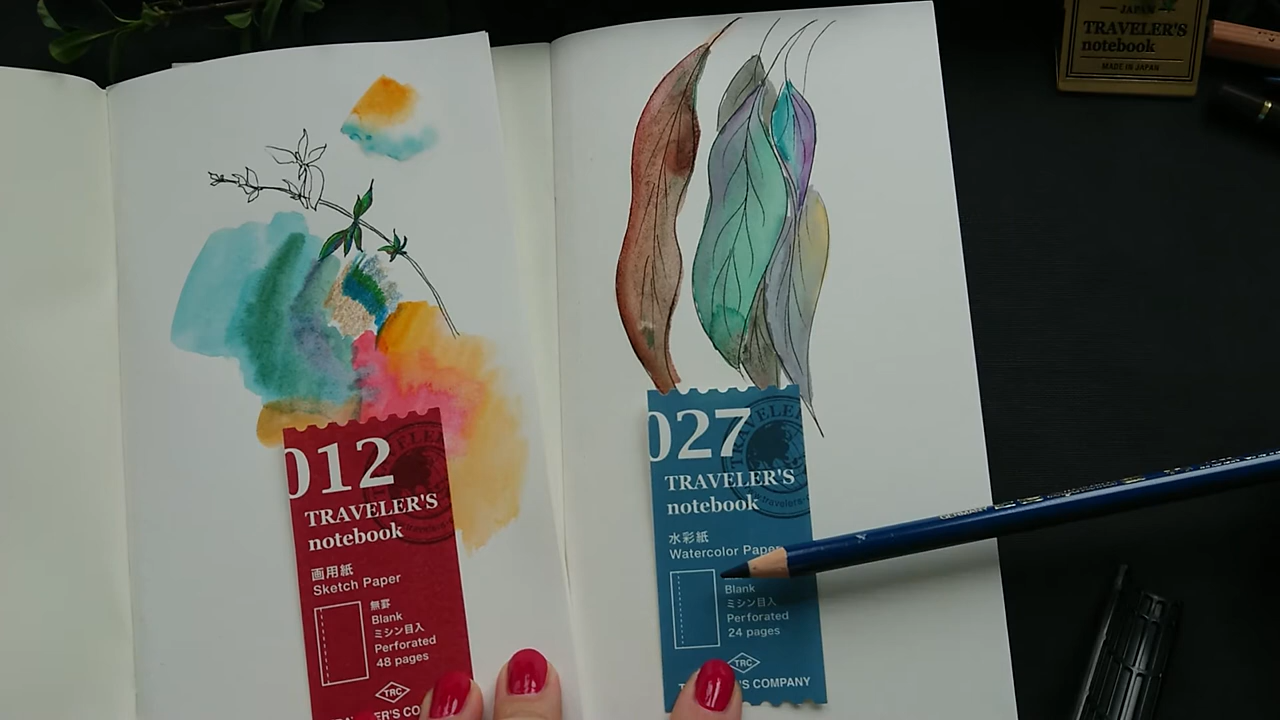 JAPAN
TRAVELER'S
notebook
MADE IN JAPAN
012
TRAVELER'S
notebook
画用紙
Sketch Paper
無罫
Blank
ミシン目入
Perforated
48 pages
TRC
027
TRAVELER'S
notebook
水彩紙
Watercolor Paper
Blank
ミシン目入
Perforated
24 pages
TRC
COMPANY
GERMANY